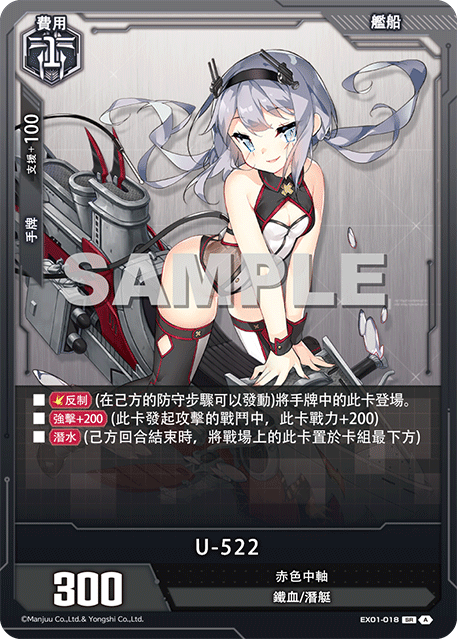 費用
艦船
1
支援+100
手牌
SAMPLE
反制 (在己方的防守步驟可以發動)將手牌中的此卡登場。
強擊+200 (此卡發起攻擊的戰鬥中，此卡戰力+200)
潛水 (己方回合結束時，將戰場上的此卡置於卡組最下方)
U-522
300
赤色中軸
鐵血/潛艇
©Manjuu Co.,Ltd.& Yongshi Co.,Ltd.
EX01-018 SR A